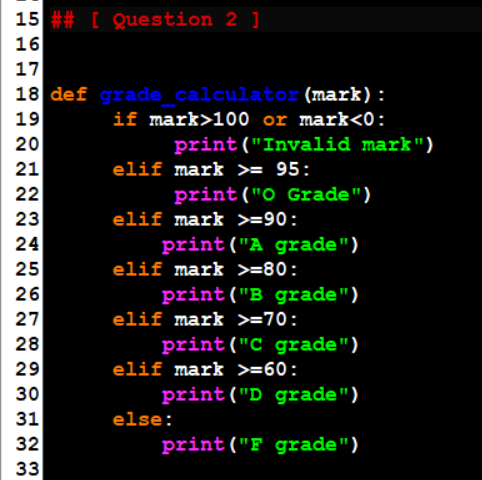 15 ## [ Question 2 ]
16
17
18 def grade_calculator(mark):
19     if mark>100 or mark<0:
20          print("Invalid mark")
21     elif mark >= 95:
22          print("O Grade")
23     elif mark >=90:
24         print("A grade")
25     elif mark >=80:
26         print("B grade")
27     elif mark >=70:
28         print("C grade")
29     elif mark >=60:
30         print("D grade")
31     else:
32         print("F grade")
33